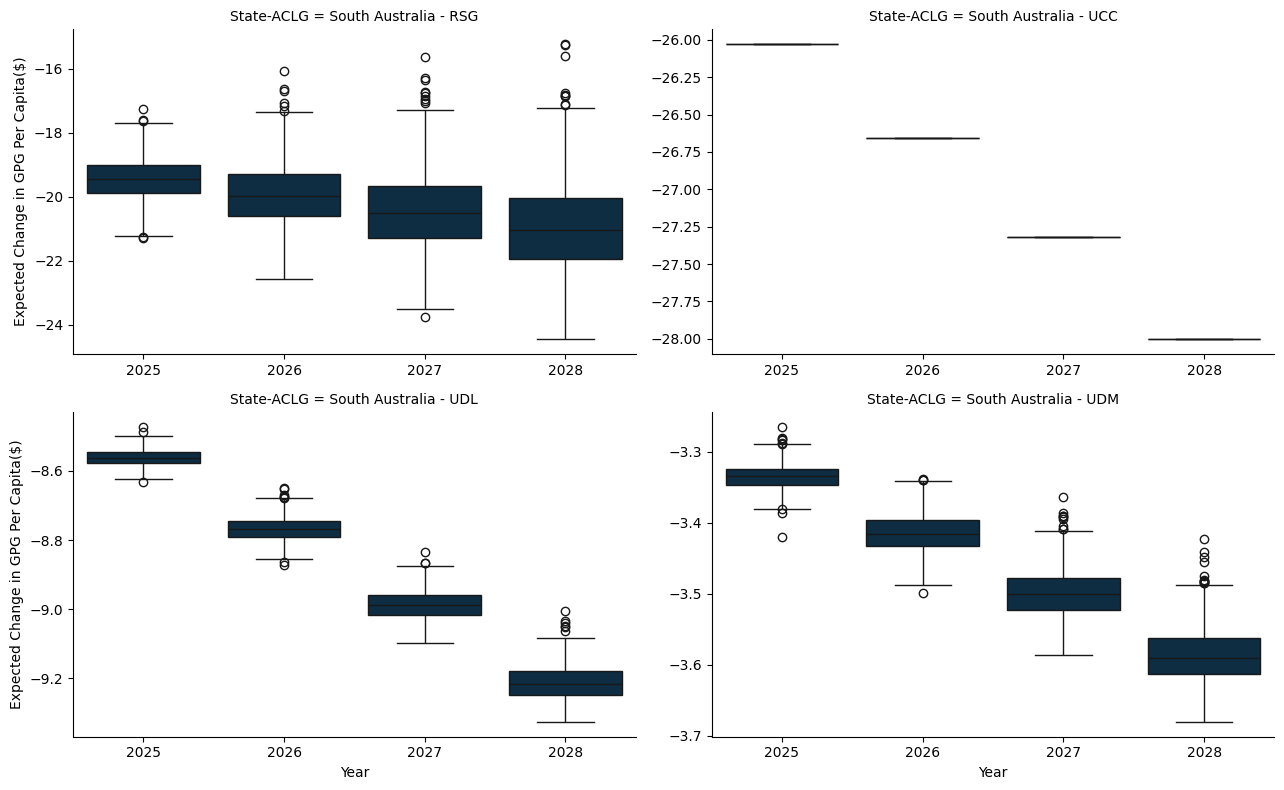 State-ACLG = South Australia - RSG
Expected Change in GPG Per Capita($)
−16
−18
−20
−22
−24
2025 2026 2027 2028
State-ACLG = South Australia - UCC
−26.00
−26.25
−26.50
−26.75
−27.00
−27.25
−27.50
−27.75
−28.00
2025 2026 2027 2028
State-ACLG = South Australia - UDL
Expected Change in GPG Per Capita($)
−8.6
−8.8
−9.0
−9.2
2025 2026 2027 2028
Year
State-ACLG = South Australia - UDM
−3.3
−3.4
−3.5
−3.6
−3.7
2025 2026 2027 2028
Year